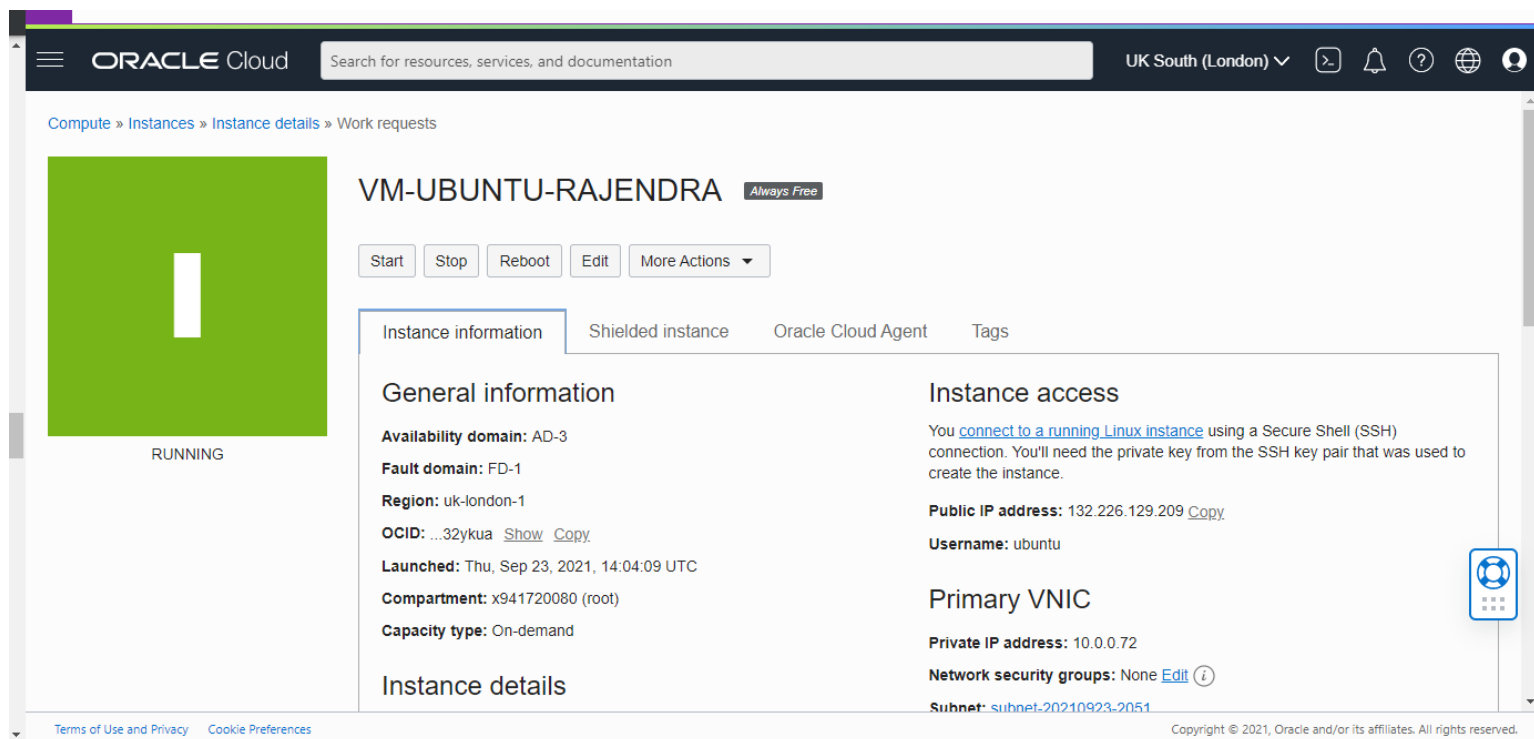 ORACLE Cloud
Search for resources, services, and documentation
UK South (London)
Compute » Instances » Instance details » Work requests
VM-UBUNTU-RAJENDRA Always Free
Start Stop Reboot Edit More Actions
I
RUNNING
Instance information Shielded instance Oracle Cloud Agent Tags
General information
Availability domain: AD-3
Fault domain: FD-1
Region: uk-london-1
OCID: ...32ykua Show Copy
Launched: Thu, Sep 23, 2021, 14:04:09 UTC
Compartment: x941720080 (root)
Capacity type: On-demand
Instance details
Instance access
You connect to a running Linux instance using a Secure Shell (SSH)
connection. You'll need the private key from the SSH key pair that was used to
create the instance.
Public IP address: 132.226.129.209 Copy
Username: ubuntu
Primary VNIC
Private IP address: 10.0.0.72
Network security groups: None Edit i
Subnet: subnet-20210923-2051
Terms of Use and Privacy Cookie Preferences
Copyright © 2021, Oracle and/or its affiliates. All rights reserved.